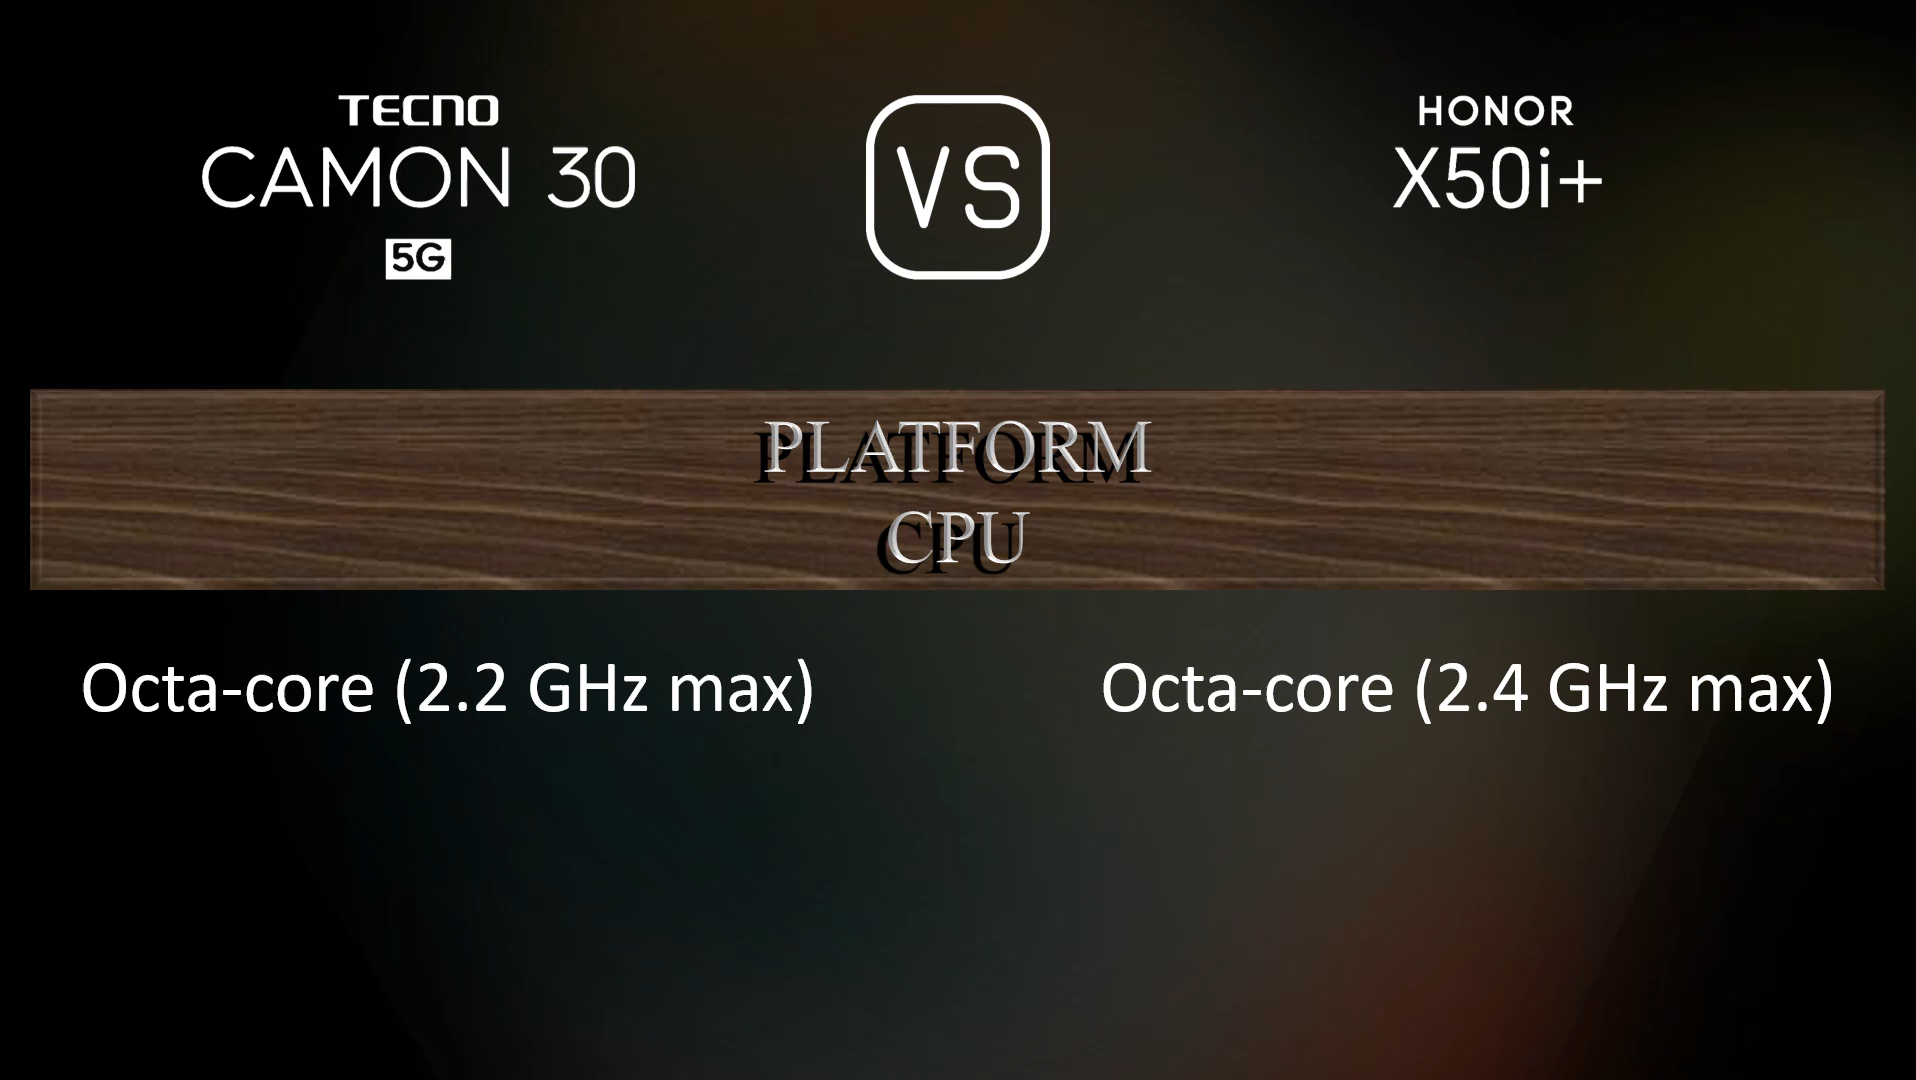 TECNO
CAMON 30
5G
VS
HONOR
X50i+
PLATFORM
CPU
Octa-core (2.2 GHz max)
Octa-core (2.4 GHz max)